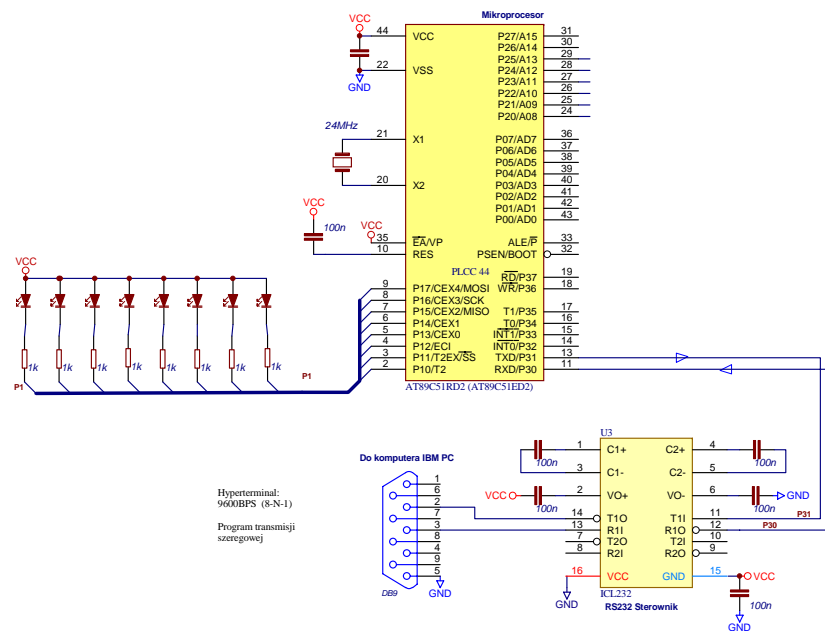 Mikroprocesor
VCC
44 VCC
22 VSS
GND
24MHz
21 X1
20 X2
VCC
100n
VCC
35 EA/VP
10 RES
PLCC 44
9 P17/CEX4/MOSI
8 P16/CEX3/SCK
7 P15/CEX2/MISO
6 P14/CEX1
5 P13/CEX0
4 P12/ECI
3 P11/T2EX/SS
2 P10/T2
P27/A15 31
P26/A14 30
P25/A13 29
P24/A12 28
P23/A11 27
P22/A10 26
P21/A09 25
P20/A08 24
P07/AD7 36
P06/AD6 37
P05/AD5 38
P04/AD4 39
P03/AD3 40
P02/AD2 41
P01/AD1 42
P00/AD0 43
ALE/P 33
PSEN/BOOT 32
RD/P37 19
WR/P36 18
T1/P35 17
T0/P34 16
INT1/P33 15
INT0/P32 14
TXD/P31 13
RXD/P30 11
AT89C51RD2 (AT89C51ED2)
VCC
1k 1k 1k 1k 1k 1k 1k 1k
P1
P1
Do komputera IBM PC
1
6
2
7
3
8
4
9
5
DB9
GND
Hyperterminal:
9600BPS (8-N-1)
Program transmisji
szeregowej
U3
1 C1+
100n
3 C1-
VCC
2 VO+
100n
14 T1O
13 R1I
7 T2O
8 R2I
16 VCC
GND
C2+ 4
100n
C2- 5
VO- 6
GND
100n
T1I 11
P31
R1O 12
P30
T2I 10
R2O 9
GND 15
VCC
100n
GND
ICL232
RS232 Sterownik